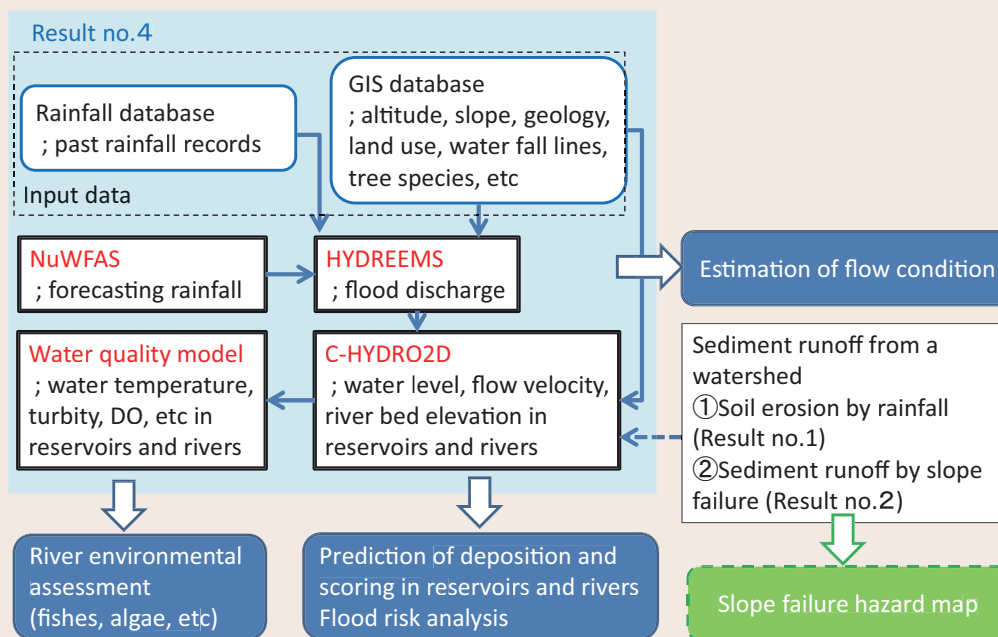 Result no.4
Rainfall database
; past rainfall records
GIS database
; altitude, slope, geology,
land use, water fall lines,
tree species, etc
Input data
NuWFAS
; forecasting rainfall
HYDREEMS
; flood discharge
Estimation of flow condition
Water quality model
; water temperature,
turbity, DO, etc in
reservoirs and rivers
C-HYDRO2D
; water level, flow velocity,
river bed elevation in
reservoirs and rivers
Sediment runoff from a
watershed
①Soil erosion by rainfall
(Result no.1)
②Sediment runoff by slope
failure (Result no.2)
River environmental
assessment
(fishes, algae, etc)
Prediction of deposition and
scoring in reservoirs and rivers
Flood risk analysis
Slope failure hazard map